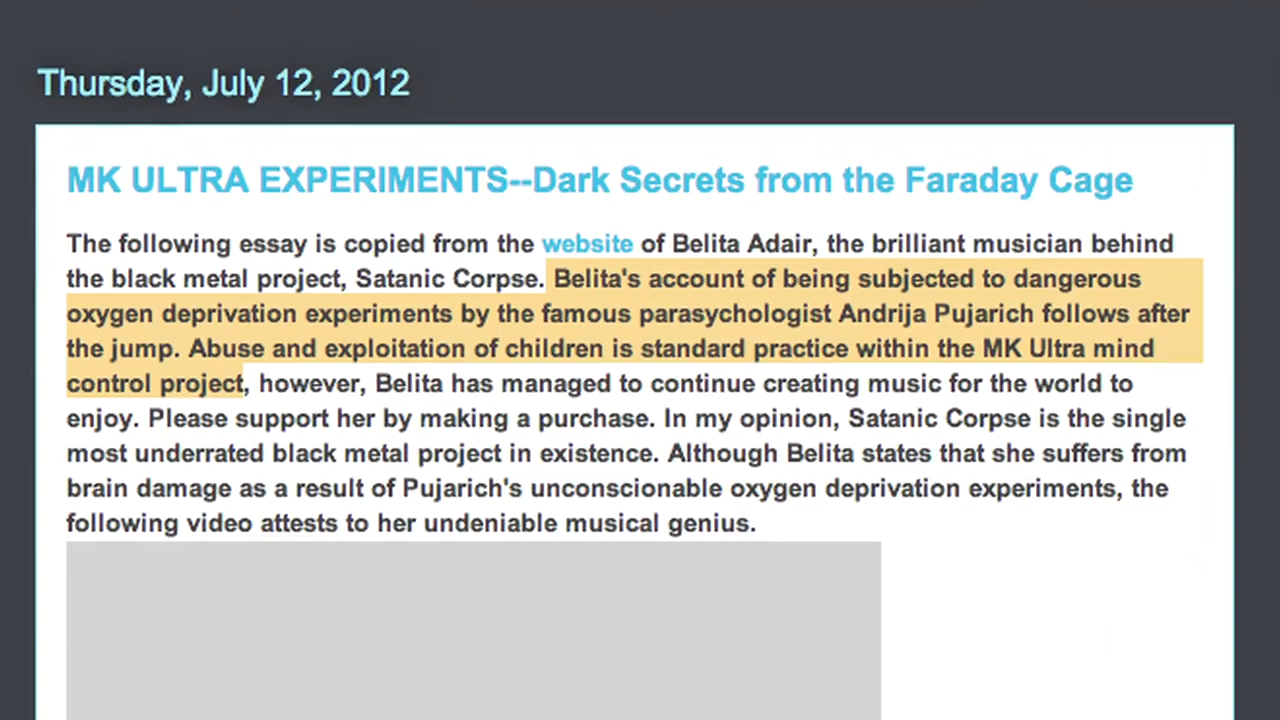 Thursday, July 12, 2012
MK ULTRA EXPERIMENTS--Dark Secrets from the Faraday Cage
The following essay is copied from the website of Belita Adair, the brilliant musician behind
the black metal project, Satanic Corpse. Belita's account of being subjected to dangerous
oxygen deprivation experiments by the famous parasychologist Andrija Pujarich follows after
the jump. Abuse and exploitation of children is standard practice within the MK Ultra mind
control project, however, Belita has managed to continue creating music for the world to
enjoy. Please support her by making a purchase. In my opinion, Satanic Corpse is the single
most underrated black metal project in existence. Although Belita states that she suffers from
brain damage as a result of Pujarich's unconscionable oxygen deprivation experiments, the
following video attests to her undeniable musical genius.